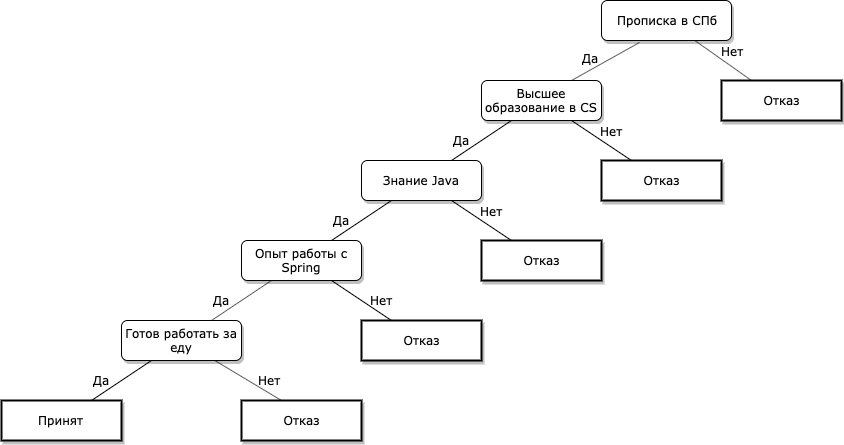 Прописка в СПб
Да
Нет
Высшее
образование в CS
Отказ
Да
Нет
Знание Java
Отказ
Да
Нет
Опыт работы с
Spring
Отказ
Да
Нет
Готов работать за
еду
Отказ
Да
Нет
Принят
Отказ